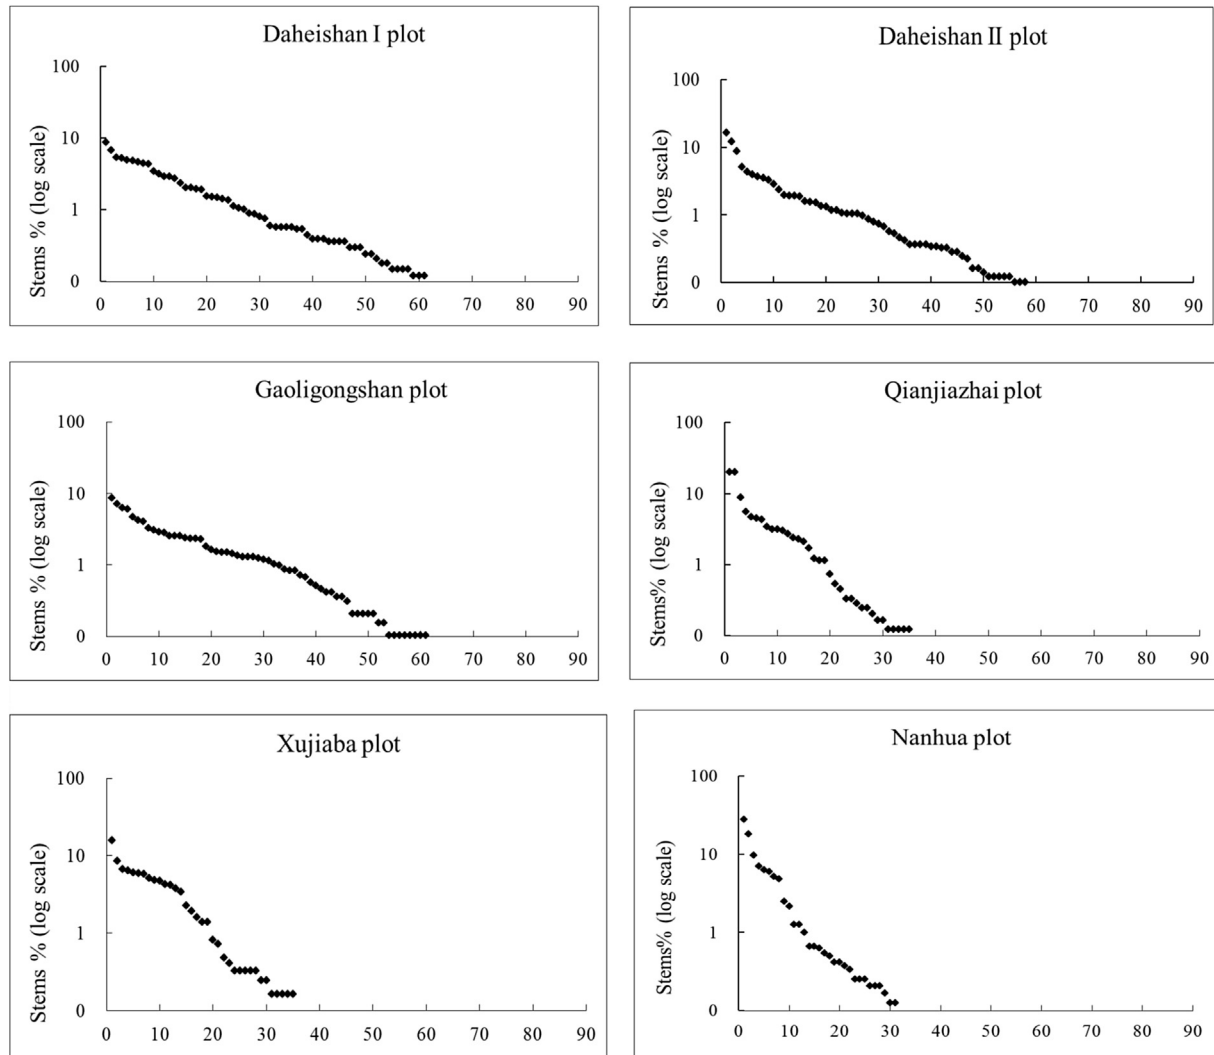 Daheishan I plot
Stems % (log scale)
100
10
1
0
0 10 20 30 40 50 60 70 80 90
Daheishan II plot
Stems % (log scale)
100
10
1
0
0 10 20 30 40 50 60 70 80 90
Gaoligongshan plot
Stems % (log scale)
100
10
1
0
0 10 20 30 40 50 60 70 80 90
Qianjiazhai plot
Stems% (log scale)
100
10
1
0
0 10 20 30 40 50 60 70 80 90
Xujiaba plot
Stems % (log scale)
100
10
1
0
0 10 20 30 40 50 60 70 80 90
Nanhua plot
Stems% (log scale)
100
10
1
0
0 10 20 30 40 50 60 70 80 90